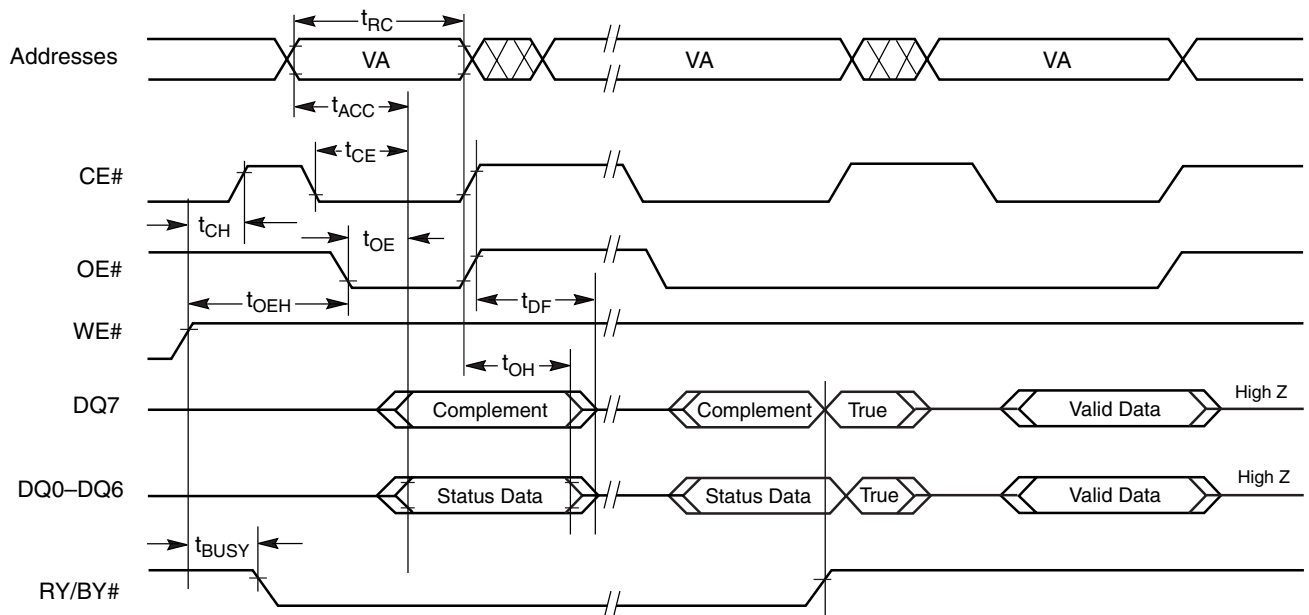 tRC
Addresses VA VA VA
tACC
tCE
CE#
tCH
tOE
OE#
tOEH
tDF
WE#
tOH
DQ7 Complement Complement True Valid Data High Z
DQ0–DQ6 Status Data Status Data True Valid Data High Z
tBUSY
RY/BY#